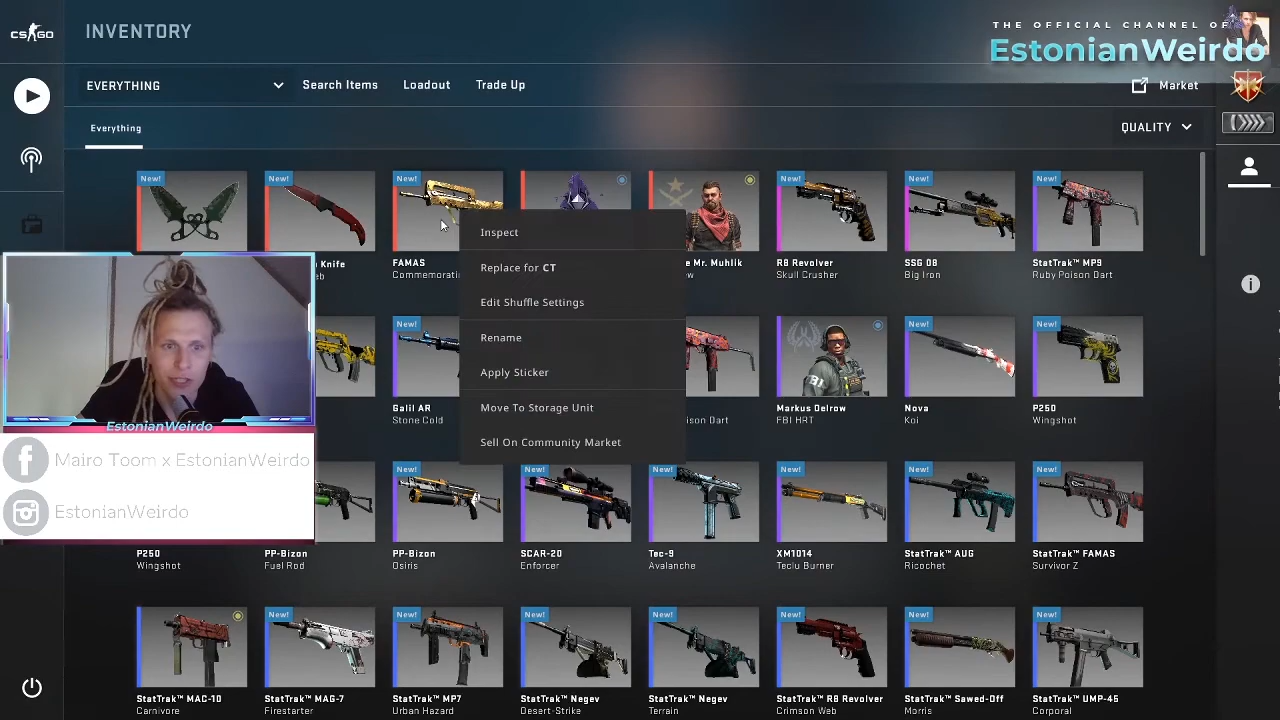 CS GO
INVENTORY
THE OFFICIAL CHANNEL OF
EstonianWeirdo
EVERYTHING
Search Items
Loadout
Trade Up
Market
Everything
QUALITY
New!
New!
New!
New!
New!
New!
Knife
FAMAS
Commemorati
e Mr. Muhlik
R8 Revolver
Skull Crusher
SSG 08
Big Iron
StatTrak™ MP9
Ruby Poison Dart
Inspect
Replace for CT
Edit Shuffle Settings
Rename
Apply Sticker
Move To Storage Unit
Sell On Community Market
New!
New!
New!
Galil AR
Stone Cold
FBI
Markus Delrow
FBI HRT
Nova
Koi
P250
Wingshot
EstonianWeirdo
Mairo Toom x EstonianWeirdo
EstonianWeirdo
New!
New!
New!
New!
New!
New!
P250
Wingshot
PP-Bizon
Fuel Rod
PP-Bizon
Osiris
SCAR-20
Enforcer
Tec-9
Avalanche
XM1014
Teclu Burner
StatTrak™ AUG
Ricochet
StatTrak™ FAMAS
Survivor Z
New!
New!
New!
New!
New!
New!
New!
StatTrak™ MAC-10
Carnivore
StatTrak™ MAG-7
Firestarter
StatTrak™ MP7
Urban Hazard
StatTrak™ Negev
Desert-Strike
StatTrak™ Negev
Terrain
StatTrak™ R8 Revolver
Crimson Web
StatTrak™ Sawed-Off
Morris
StatTrak™ UMP-45
Corporal